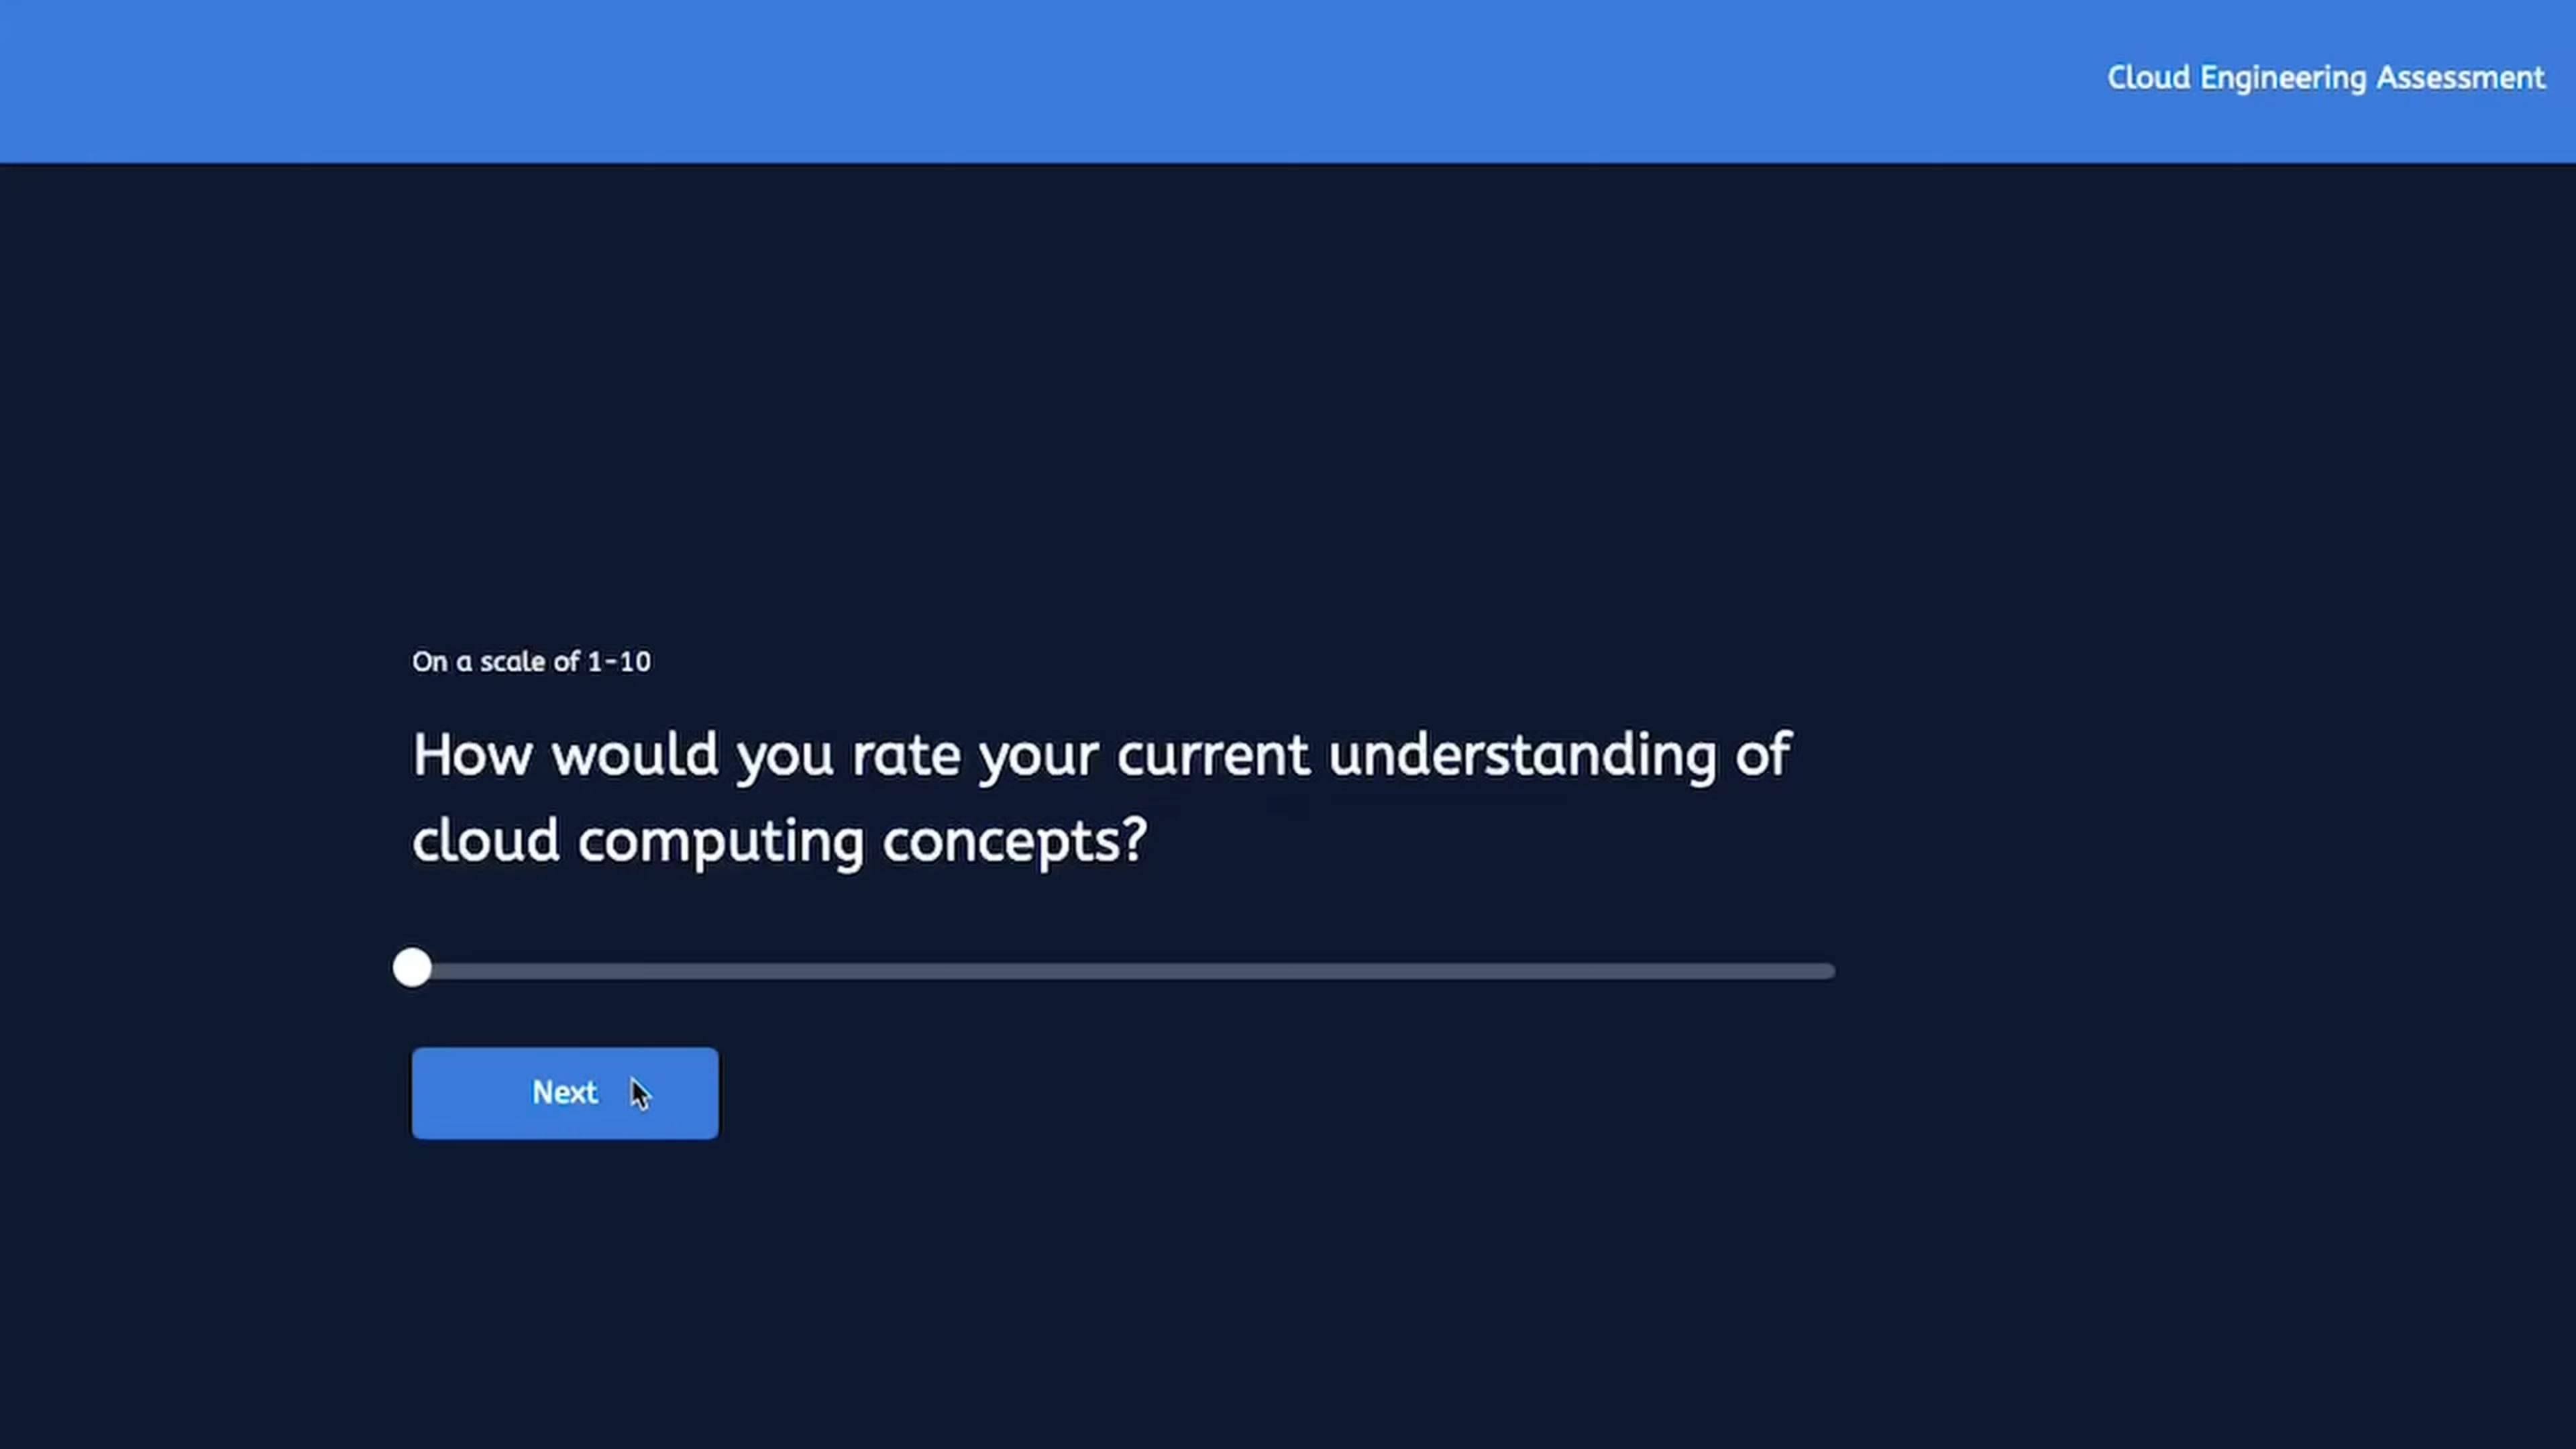 Cloud Engineering Assessment
On a scale of 1-10
How would you rate your current understanding of
cloud computing concepts?
Next